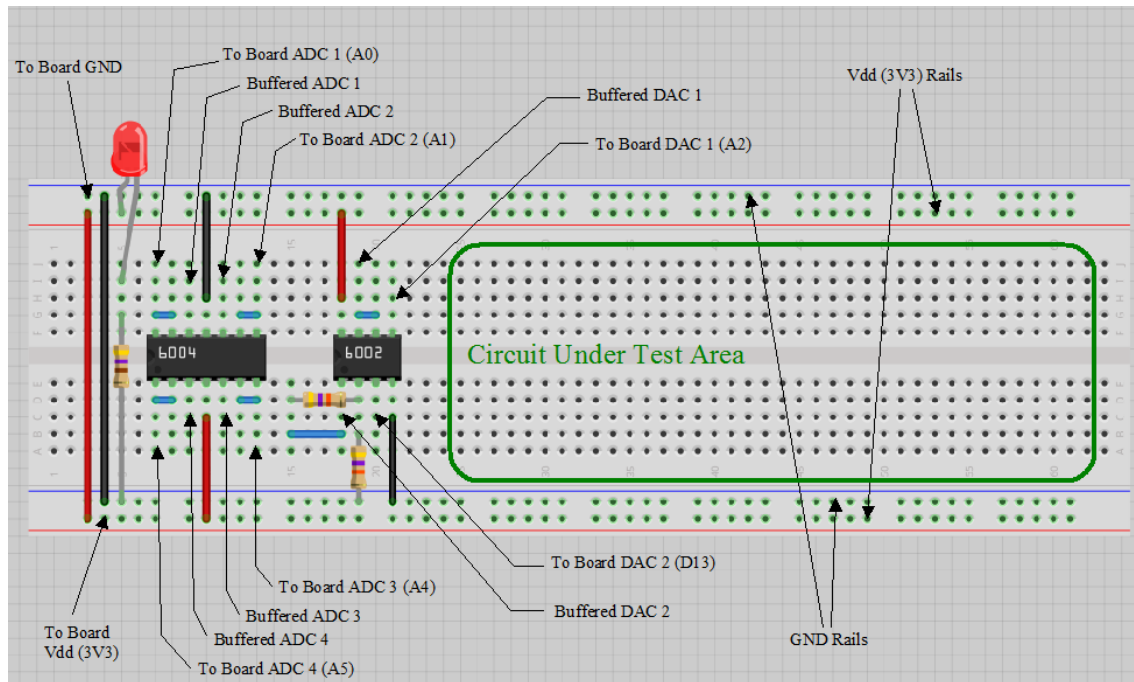 To Board ADC 1 (A0)
To Board GND
Buffered ADC 1
Buffered ADC 2
To Board ADC 2 (A1)
Buffered DAC 1
To Board DAC 1 (A2)
Vdd (3V3) Rails
6004
6002
Circuit Under Test Area
To Board DAC 2 (D13)
To Board ADC 3 (A4)
Buffered ADC 3
Buffered DAC 2
To Board
Vdd (3V3)
Buffered ADC 4
GND Rails
To Board ADC 4 (A5)